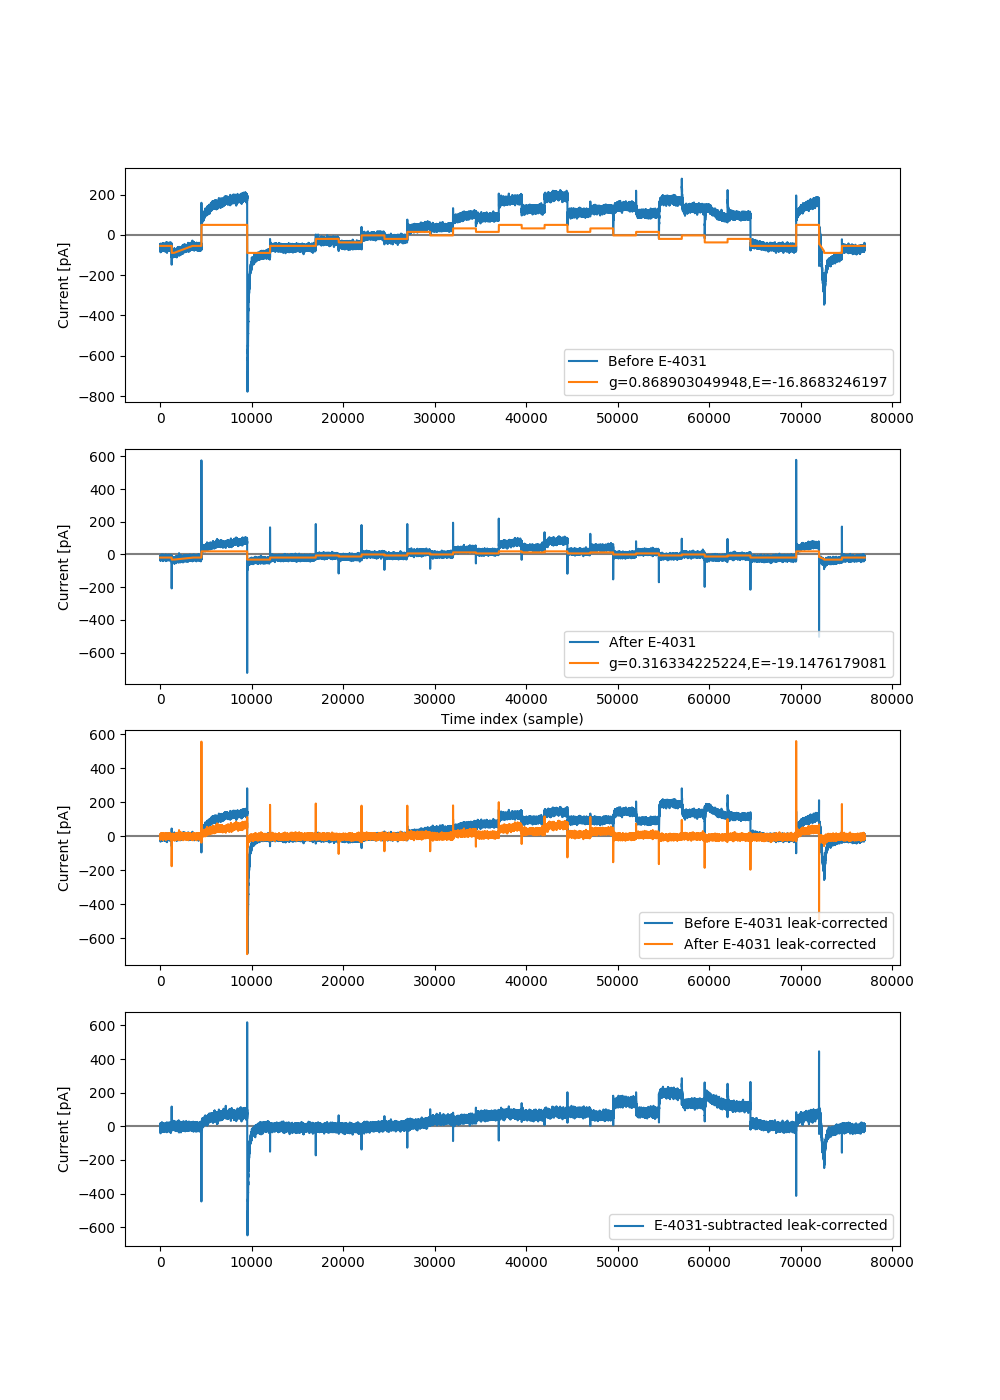 200
0
−200
−400
−600
−800
Current [pA]
Before E-4031
g=0.868903049948,E=-16.8683246197
0 10000 20000 30000 40000 50000 60000 70000 80000
600
400
200
0
−200
−400
−600
Current [pA]
After E-4031
g=0.316334225224,E=-19.1476179081
0 10000 20000 30000 40000 50000 60000 70000 80000
Time index (sample)
600
400
200
0
−200
−400
−600
Current [pA]
Before E-4031 leak-corrected
After E-4031 leak-corrected
0 10000 20000 30000 40000 50000 60000 70000 80000
600
400
200
0
−200
−400
−600
Current [pA]
E-4031-subtracted leak-corrected
0 10000 20000 30000 40000 50000 60000 70000 80000